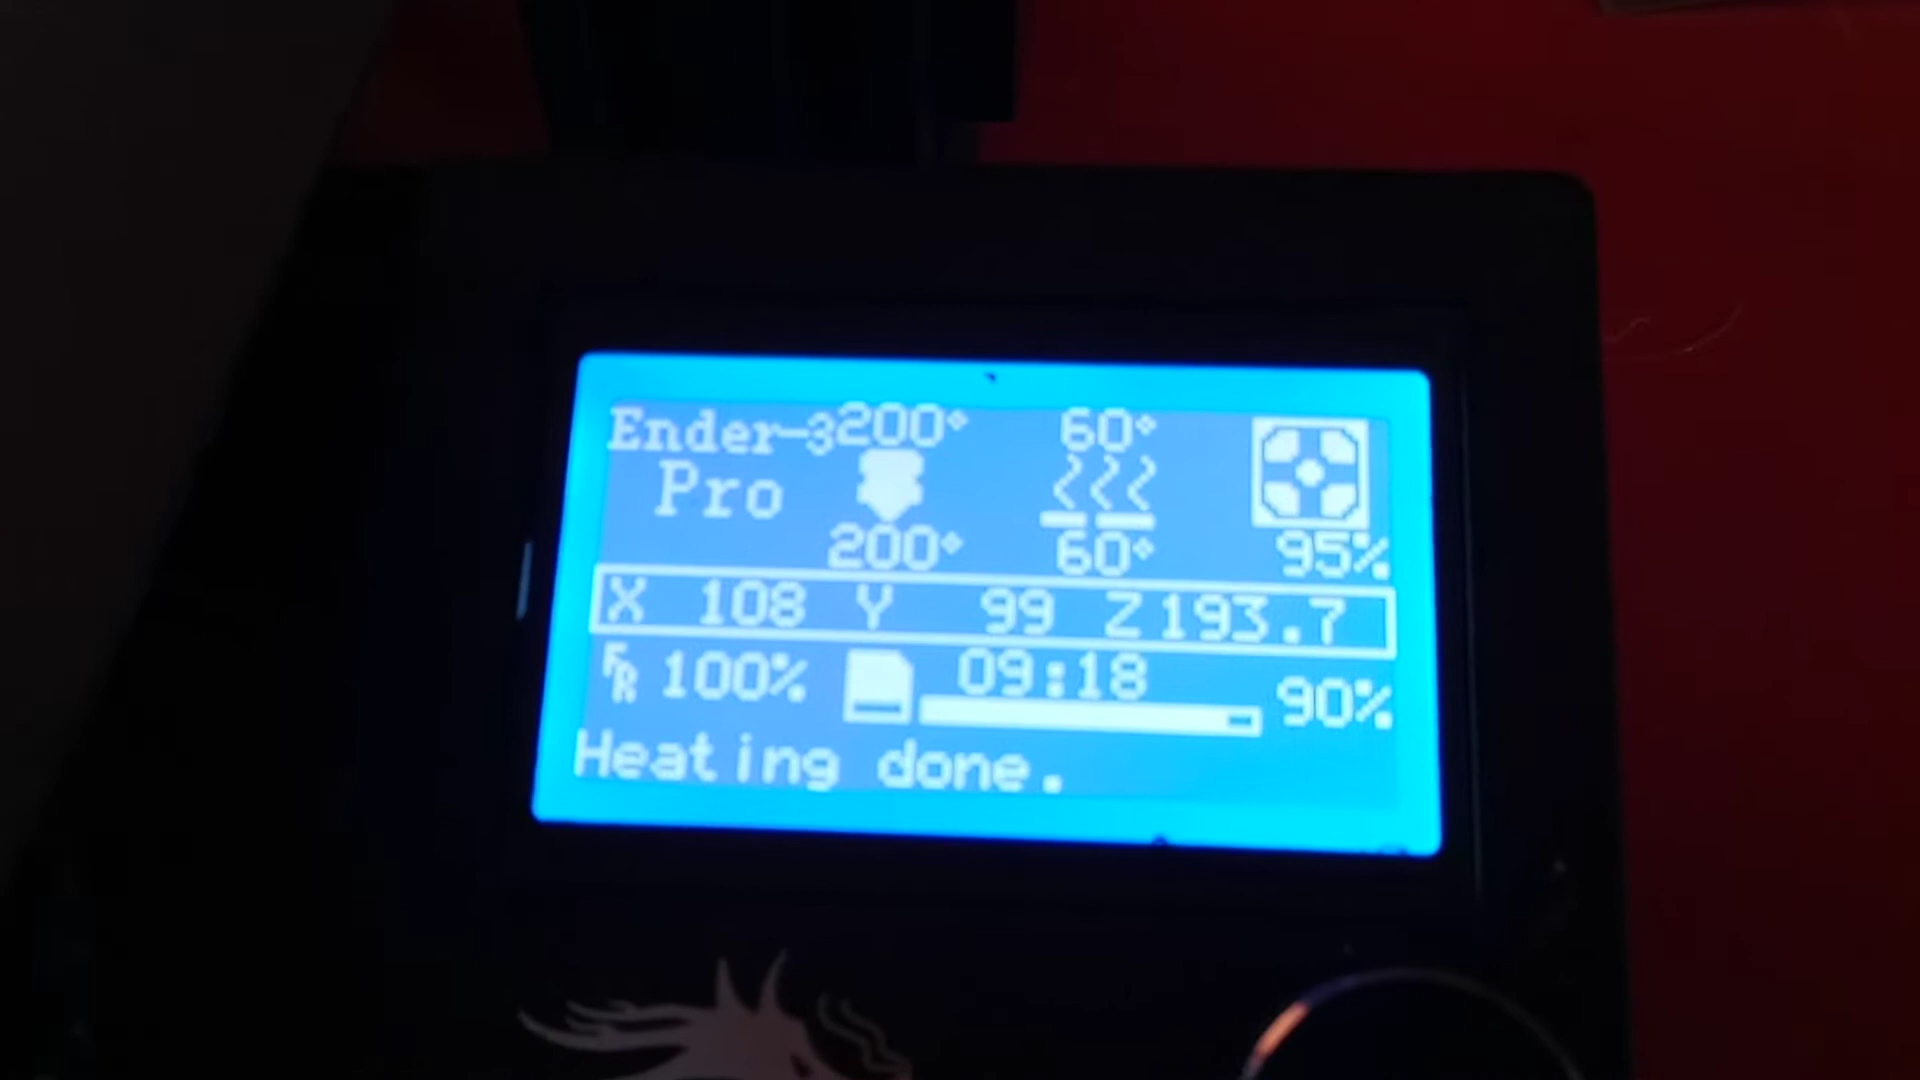 Ender-3 200° 60°
Pro
200° 60° 95%
X 108 Y 99 Z193.7
FR 100% 09:18 90%
Heating done.